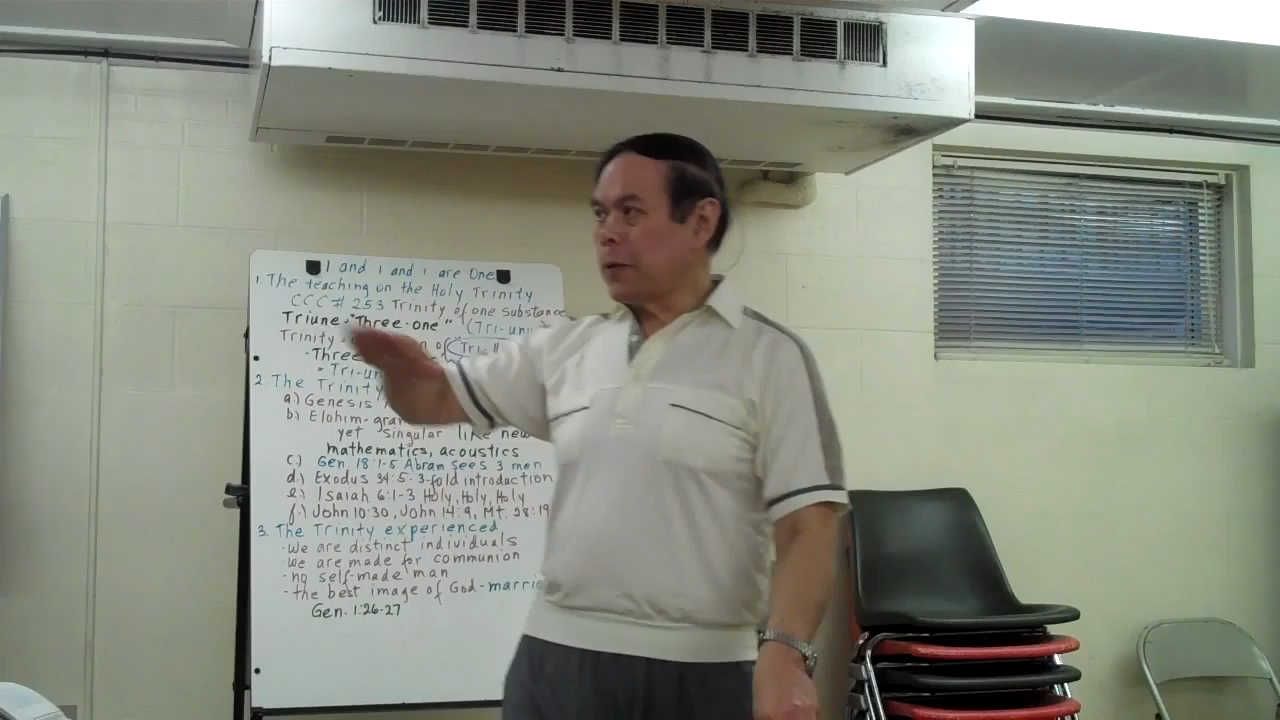 1 and 1 and 1 are One
1. The teaching on the Holy Trinity
CCC # 253 Trinity of one substance
Triune, "Three-one" (Tri-
Trinity
-Three
- Tri-un
2. The Trinity
a.) Genesis
b.) Elohim-gra
yet singular like new
mathematics, acoustics
c.) Gen. 18:1-5 Abram sees 3 men
d.) Exodus 34:5-3-fold introduction
e.) Isaiah 6:1-3 Holy, Holy, Holy
f.) John 10:30, John 14:9, Mt. 28:19
3. The Trinity experienced
-we are distinct individuals
we are made for communion
-no self-made man
-the best image of God-marri
Gen. 1:26-27